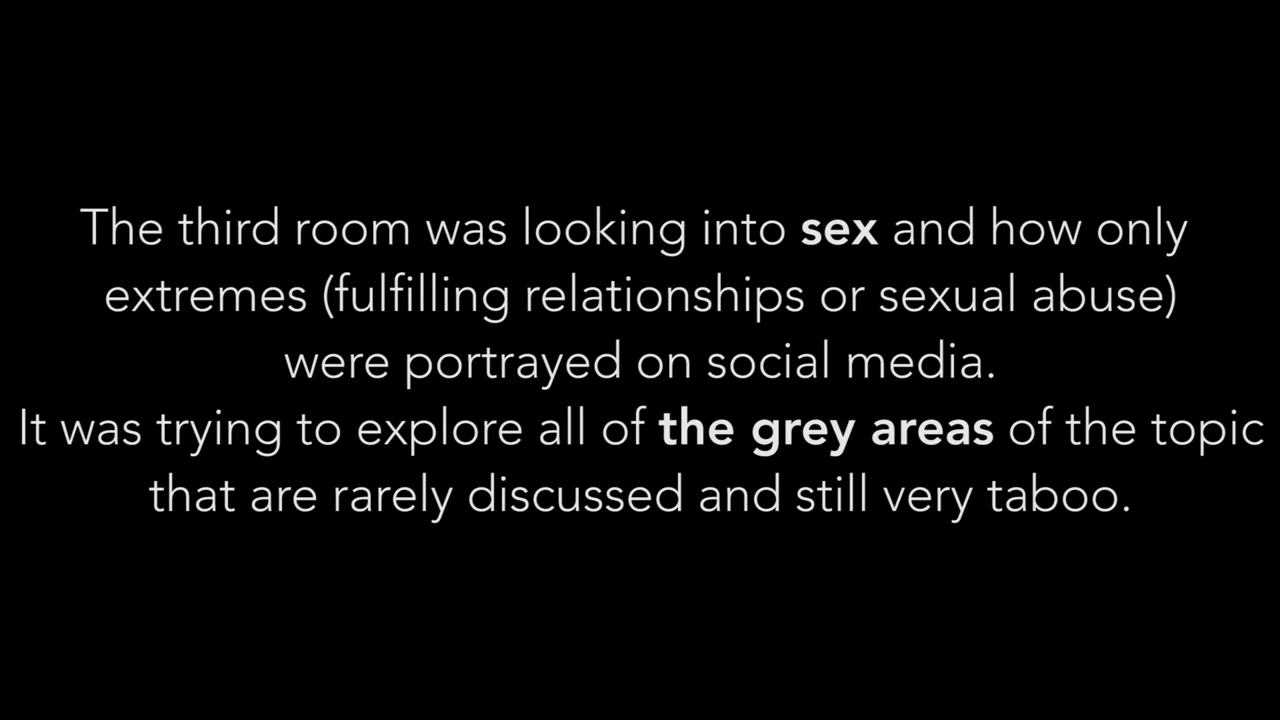 The third room was looking into sex and how only
extremes (fulfilling relationships or sexual abuse)
were portrayed on social media.
It was trying to explore all of the grey areas of the topic
that are rarely discussed and still very taboo.